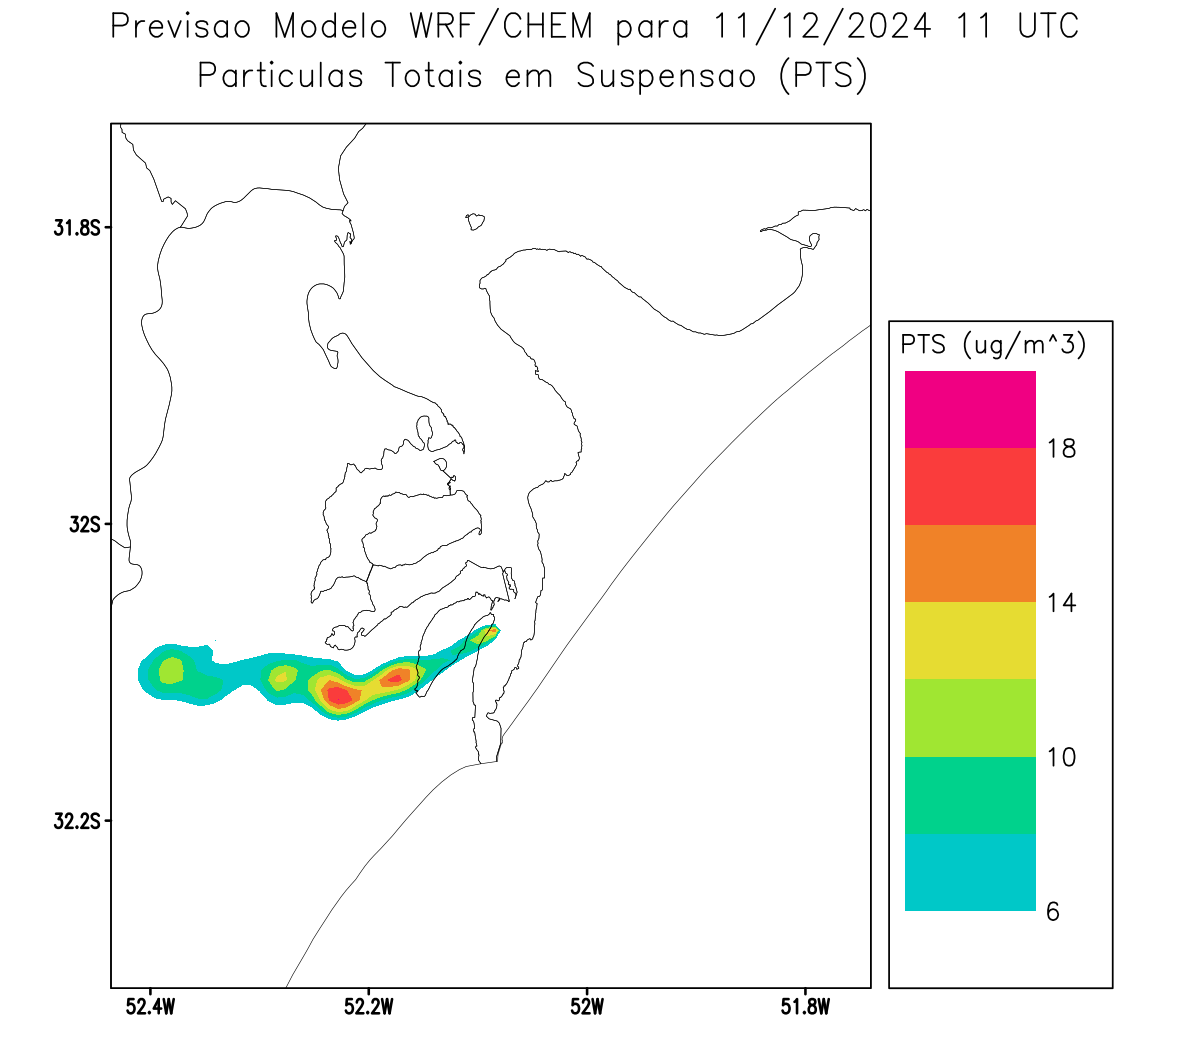 Previsao Modelo WRF/CHEM para 11/12/2024 11 UTC
Particulas Totais em Suspensao (PTS)
31.8S
32S
32.2S
52.4W 52.2W 52W 51.8W
PTS (ug/m^3)
18
14
10
6